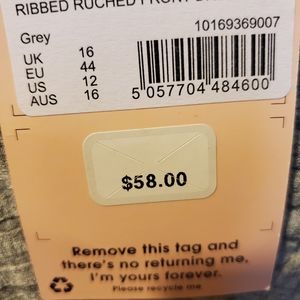 RIBBED RUCHED FRONT
Grey
10169369007
UK 16
EU 44
US 12
AUS 16
5 057704 484600
$58.00
Remove this tag and
there's no returning me,
I'm yours forever.
Please recycle me